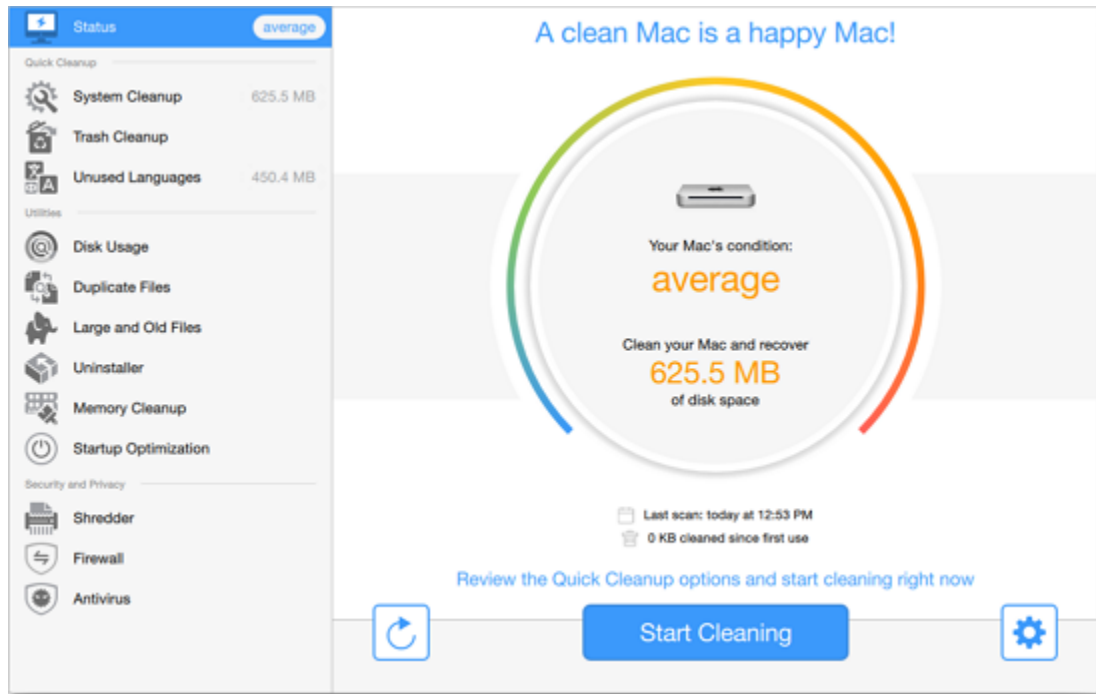 Status average
Quick Cleanup
System Cleanup 625.5 MB
Trash Cleanup
Unused Languages 450.4 MB
Utilities
Disk Usage
Duplicate Files
Large and Old Files
Uninstaller
Memory Cleanup
Startup Optimization
Security and Privacy
Shredder
Firewall
Antivirus
A clean Mac is a happy Mac!
Your Mac's condition:
average
Clean your Mac and recover
625.5 MB
of disk space
Last scan: today at 12:53 PM
0 KB cleaned since first use
Review the Quick Cleanup options and start cleaning right now
Start Cleaning